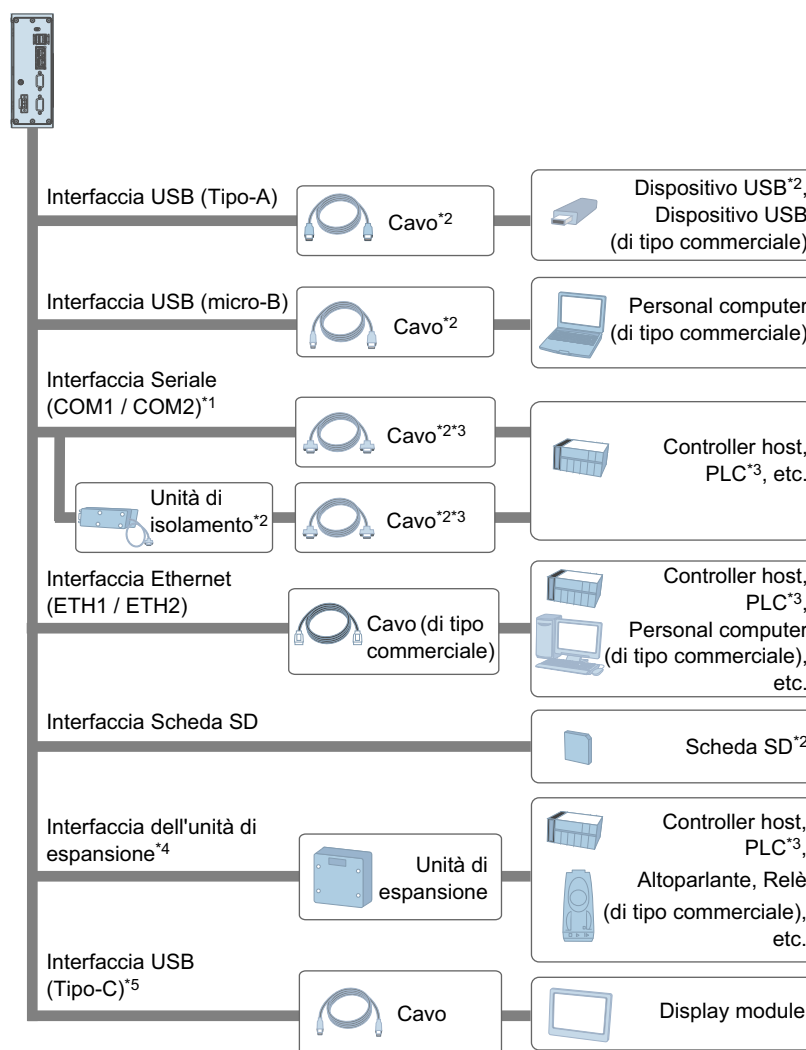 Interfaccia USB (Tipo-A)
Cavo*2
Dispositivo USB*2,
Dispositivo USB
(di tipo commerciale)
Interfaccia USB (micro-B)
Cavo*2
Personal computer
(di tipo commerciale)
Interfaccia Seriale
(COM1 / COM2)*1
Cavo*2*3
Controller host,
PLC*3, etc.
Unità di
isolamento*2
Cavo*2*3
Interfaccia Ethernet
(ETH1 / ETH2)
Cavo (di tipo
commerciale)
Controller host,
PLC*3,
Personal computer
(di tipo commerciale),
etc.
Interfaccia Scheda SD
Scheda SD*2
Interfaccia dell'unità di
espansione*4
Unità di
espansione
Controller host,
PLC*3,
Altoparlante, Relè
(di tipo commerciale),
etc.
Interfaccia USB
(Tipo-C)*5
Cavo
Display module